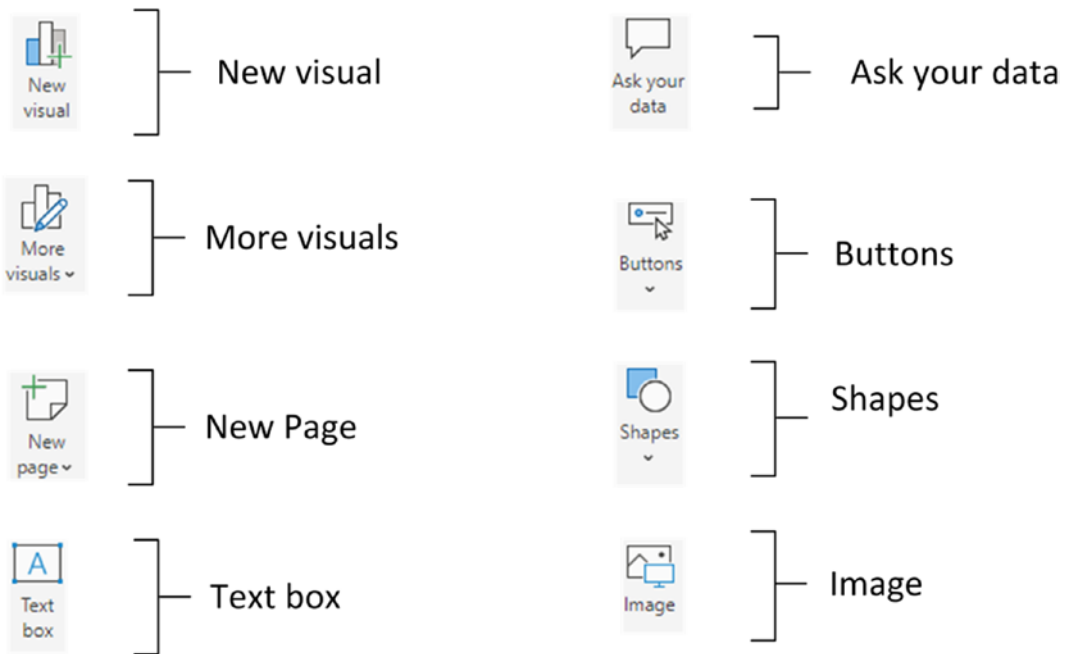 New
visual
New visual
Ask your
data
Ask your data
More
visuals
More visuals
Buttons
Buttons
New
page
New Page
Shapes
Shapes
Text
box
A
Text box
Image
Image